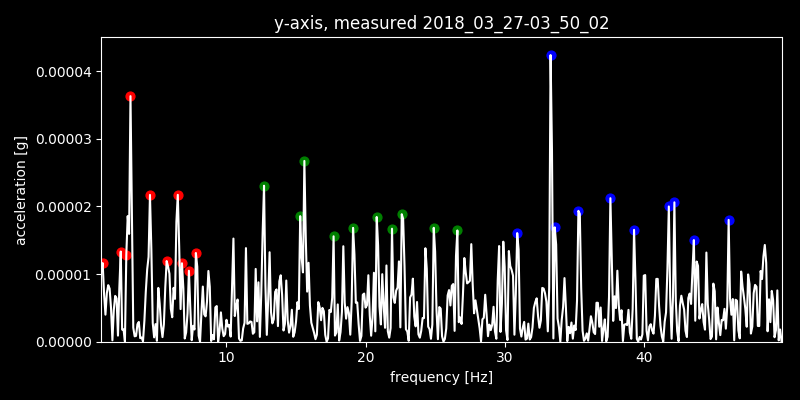 y-axis, measured 2018_03_27-03_50_02
acceleration [g]
0.00004
0.00003
0.00002
0.00001
0.00000
10 20 30 40
frequency [Hz]